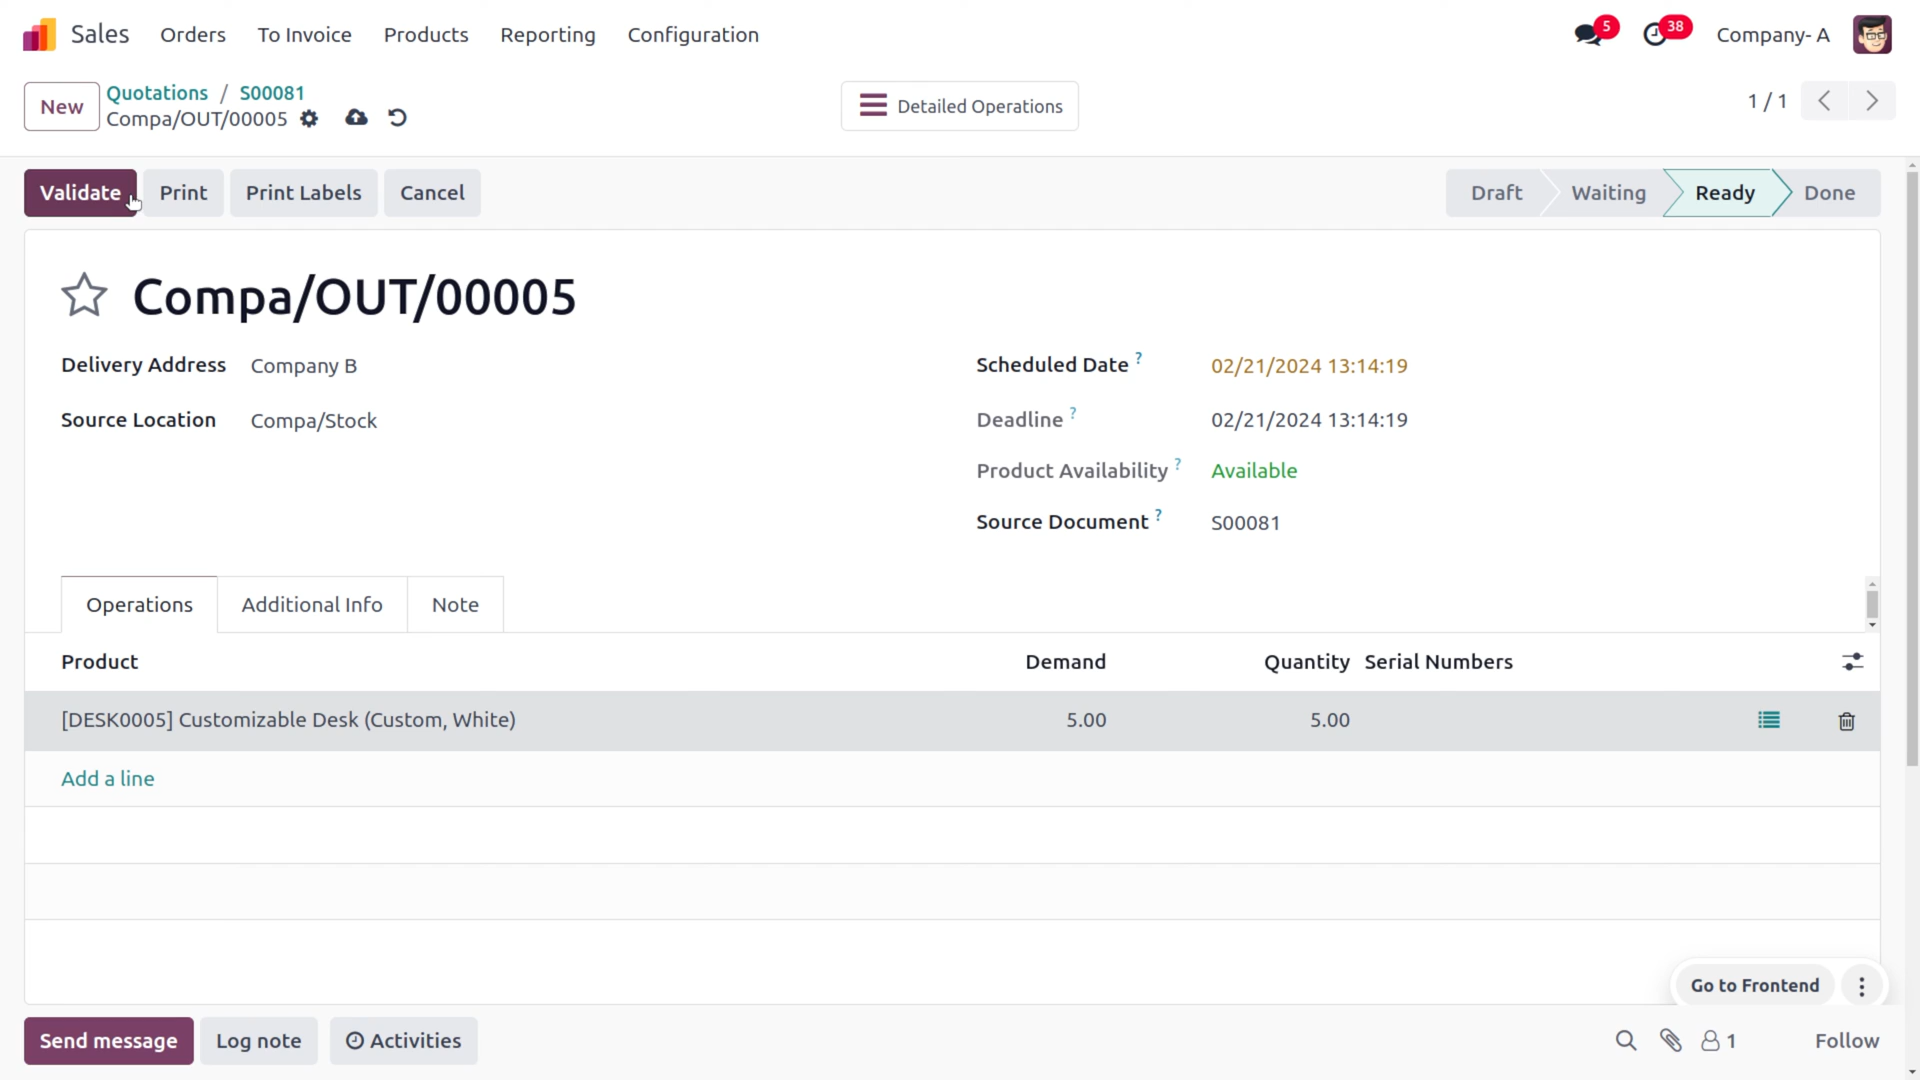 Sales Orders To Invoice Products Reporting Configuration 5 38 Company- A
New Quotations / S00081 Detailed Operations 1 / 1
Compa/OUT/00005
Validate Print Print Labels Cancel Draft Waiting Ready Done
Compa/OUT/00005
Delivery Address Company B Scheduled Date ? 02/21/2024 13:14:19
Source Location Compa/Stock Deadline ? 02/21/2024 13:14:19
Product Availability ? Available
Source Document ? S00081
Operations Additional Info Note
Product Demand Quantity Serial Numbers
[DESK0005] Customizable Desk (Custom, White) 5.00 5.00
Add a line
Go to Frontend
Send message Log note Activities 1 Follow